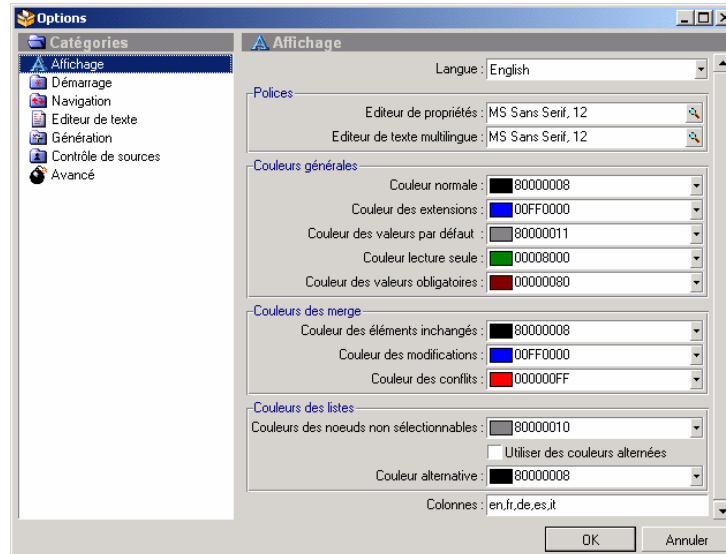 Options
Catégories
Affichage
Démarrage
Navigation
Editeur de texte
Génération
Contrôle de sources
Avancé
Affichage
Langue : English
Polices
Editeur de propriétés : MS Sans Serif, 12
Editeur de texte multilingue : MS Sans Serif, 12
Couleurs générales
Couleur normale : 80000008
Couleur des extensions : 00FF0000
Couleur des valeurs par défaut : 80000011
Couleur lecture seule : 00008000
Couleur des valeurs obligatoires : 00000080
Couleurs des merge
Couleur des éléments inchangés : 80000008
Couleur des modifications : 00FF0000
Couleur des conflits : 000000FF
Couleurs des listes
Couleurs des noeuds non sélectionnables : 80000010
Utiliser des couleurs alternées
Couleur alternative : 80000008
Colonnes : en,fr,de,es,it
OK
Annuler